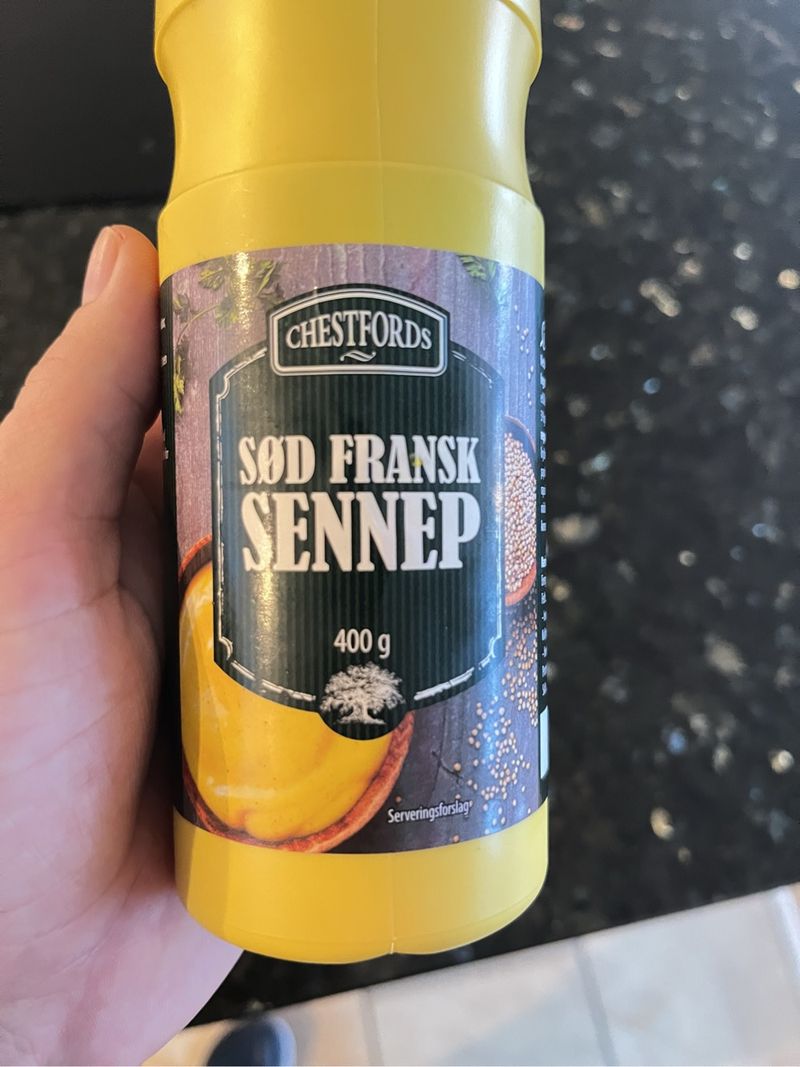 CHESTFORDs
SØD FRANSK
SENNEP
400 g
Serveringsforslag